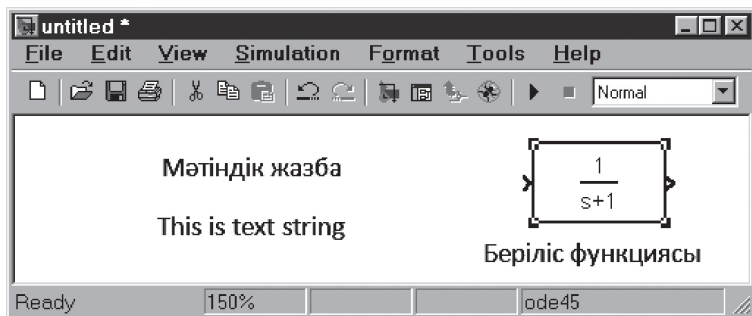 untitled *
File Edit View Simulation Format Tools Help
Normal
Мәтіндік жазба
This is text string
1
s+1
Беріліс функциясы
Ready 150% ode45